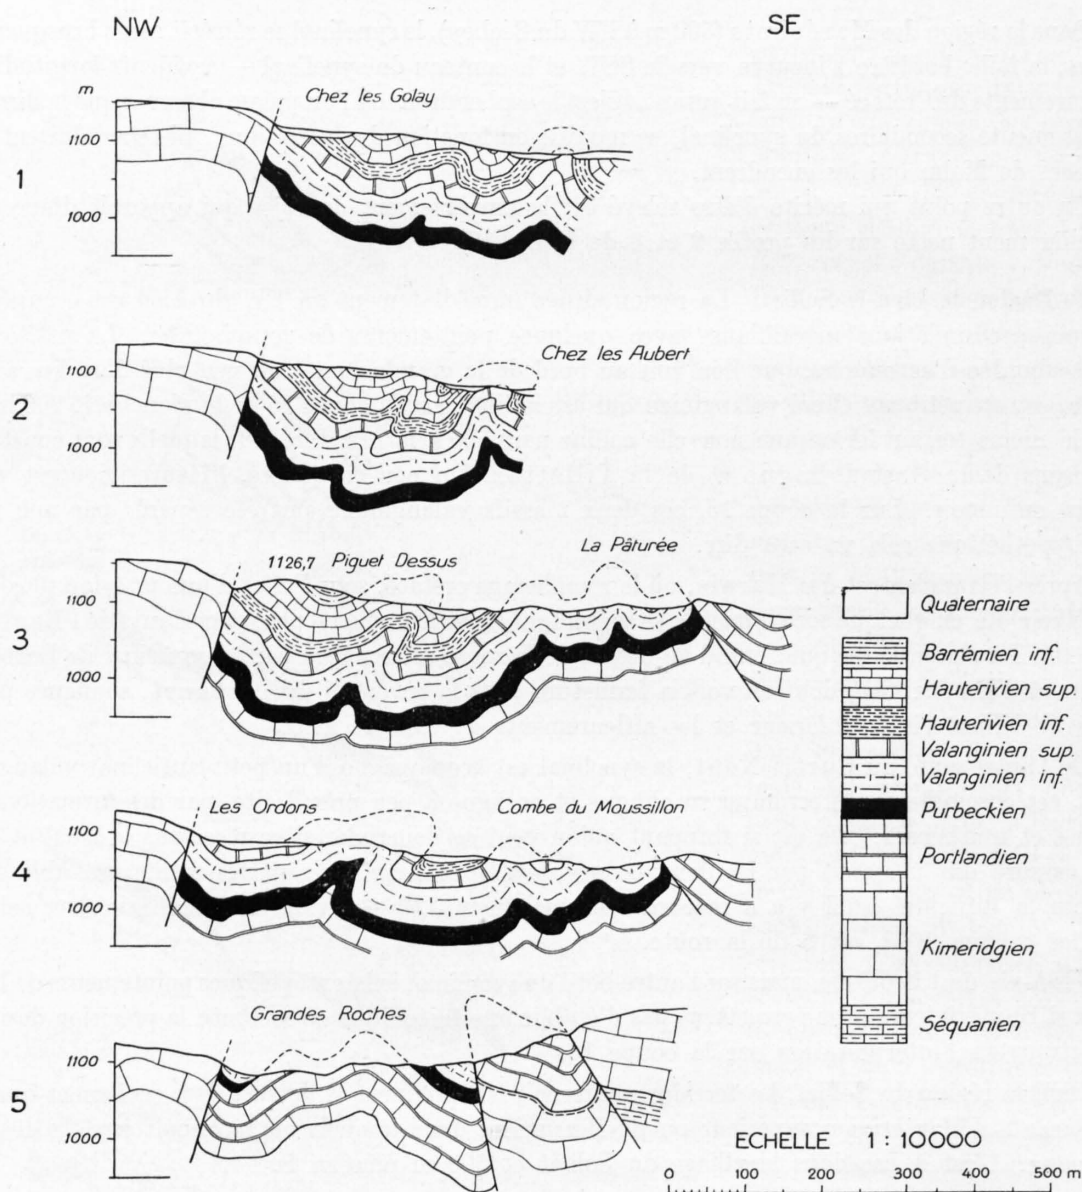 NW SE
m
Chez les Golay
1100
1
1000
Chez les Aubert
1100
2
1000
1126,7 Piguet Dessus
La Pâturée
1100
3
1000
Quaternaire
Barrémien inf.
Hauterivien sup.
Hauterivien inf.
Valanginien sup.
Valanginien inf.
Purbeckien
Portlandien
Kimeridgien
Séquanien
Les Ordons
Combe du Moussillon
1100
4
1000
Grandes Roches
1100
5
1000
ECHELLE 1 : 10000
0 100 200 300 400 500 m